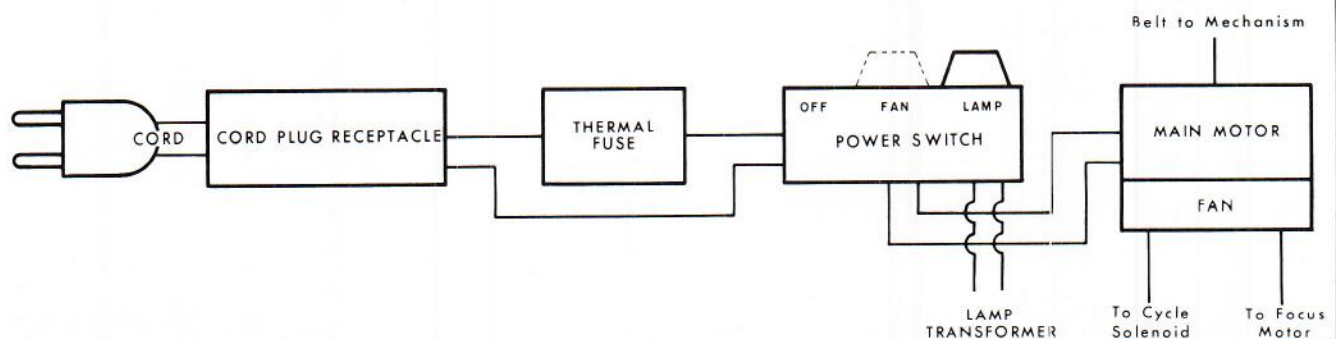 Belt to Mechanism
CORD
CORD PLUG RECEPTACLE
THERMAL
FUSE
OFF FAN LAMP
POWER SWITCH
MAIN MOTOR
FAN
LAMP
TRANSFORMER
To Cycle
Solenoid
To Focus
Motor